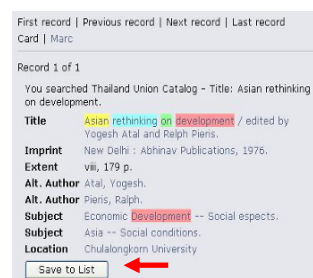 First record | Previous record | Next record | Last record
Card | Marc
Record 1 of 1
You searched Thailand Union Catalog - Title: Asian rethinking
on development.
Title Asian rethinking on development / edited by
Yogesh Atal and Ralph Pieris.
Imprint New Delhi : Abhinav Publications, 1976.
Extent viii, 179 p.
Alt. Author Atal, Yogesh.
Alt. Author Pieris, Ralph.
Subject Economic Development -- Social espects.
Subject Asia -- Social conditions.
Location Chulalongkorn University
Save to List